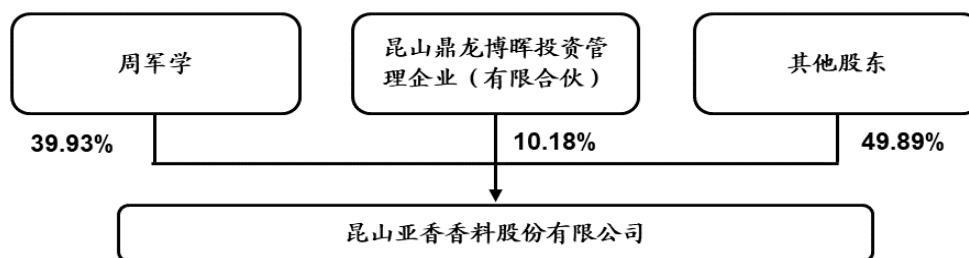 周军学
昆山鼎龙博晖投资管
理企业（有限合伙）
其他股东
39.93%
10.18%
49.89%
昆山亚香香料股份有限公司